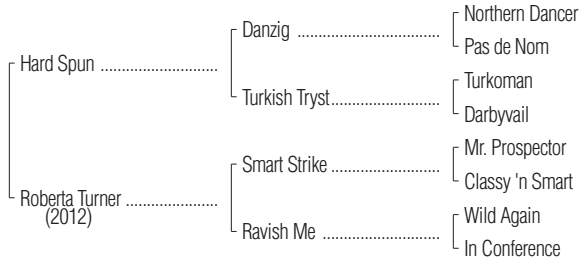 Northern Dancer
Danzig ....................................
Pas de Nom
Hard Spun ..............................
Turkoman
Turkish Tryst...........................
Darbyvail
Mr. Prospector
Smart Strike ...........................
Classy 'n Smart
Roberta Turner .......................
(2012)
Wild Again
Ravish Me ..............................
In Conference